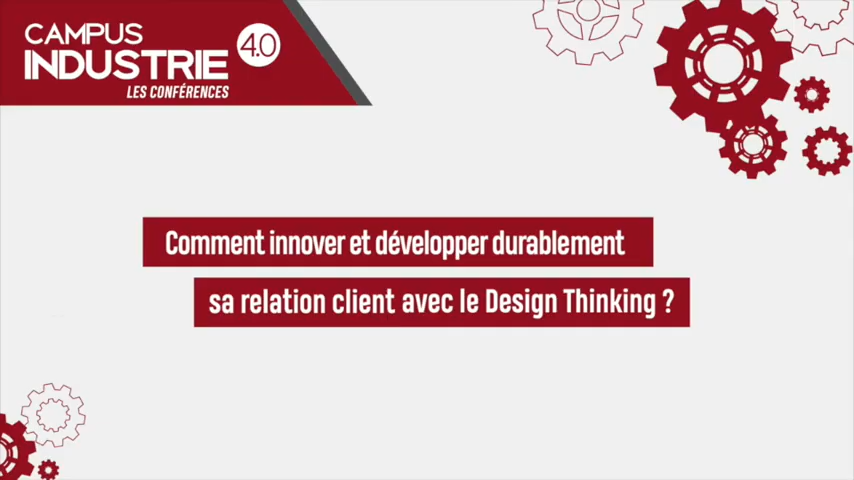 CAMPUS
INDUSTRIE 4.0
LES CONFÉRENCES
Comment innover et développer durablement
sa relation client avec le Design Thinking ?